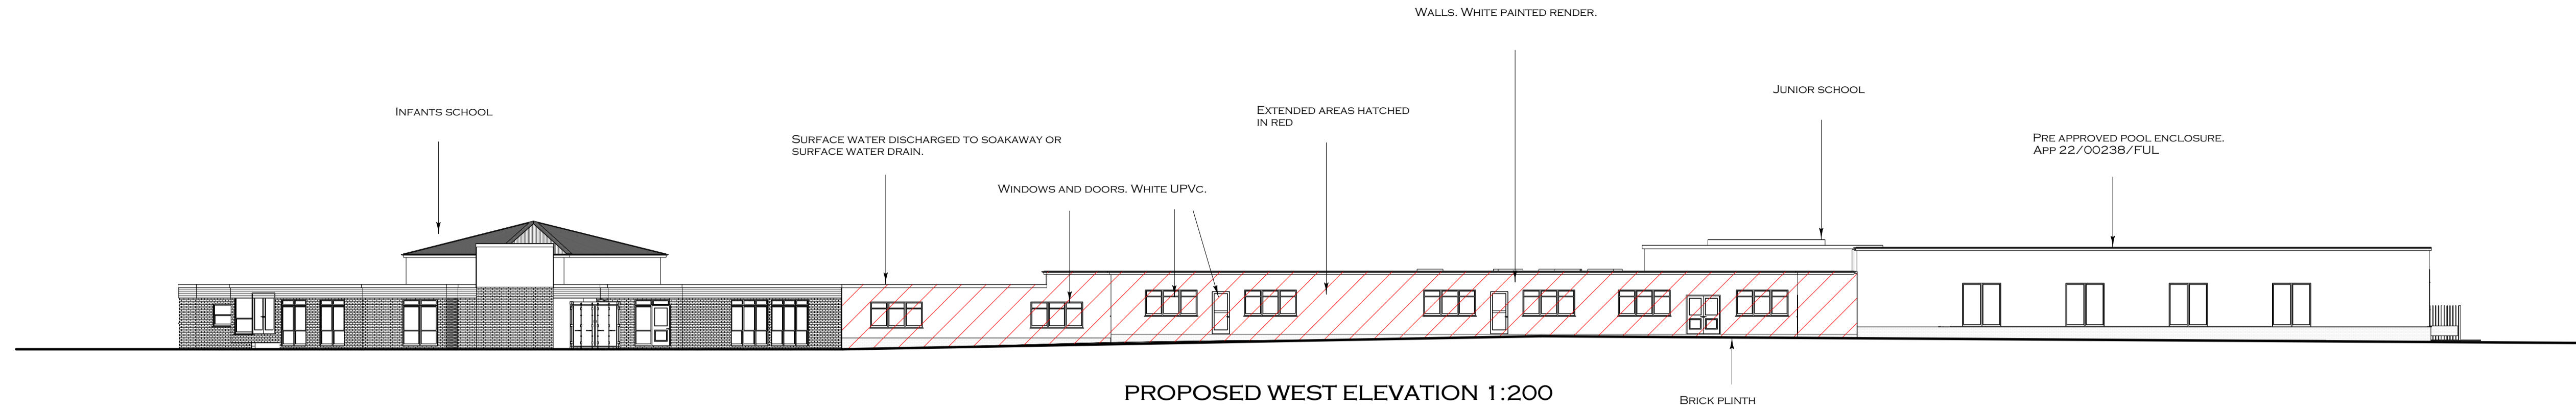 Walls. White painted render.
Junior school
Infants school
Extended areas hatched
in red
Surface water discharged to soakaway or
surface water drain.
Pre approved pool enclosure.
App 22/00238/FUL
Windows and doors. White UPVc.
PROPOSED WEST ELEVATION 1:200
Brick plinth